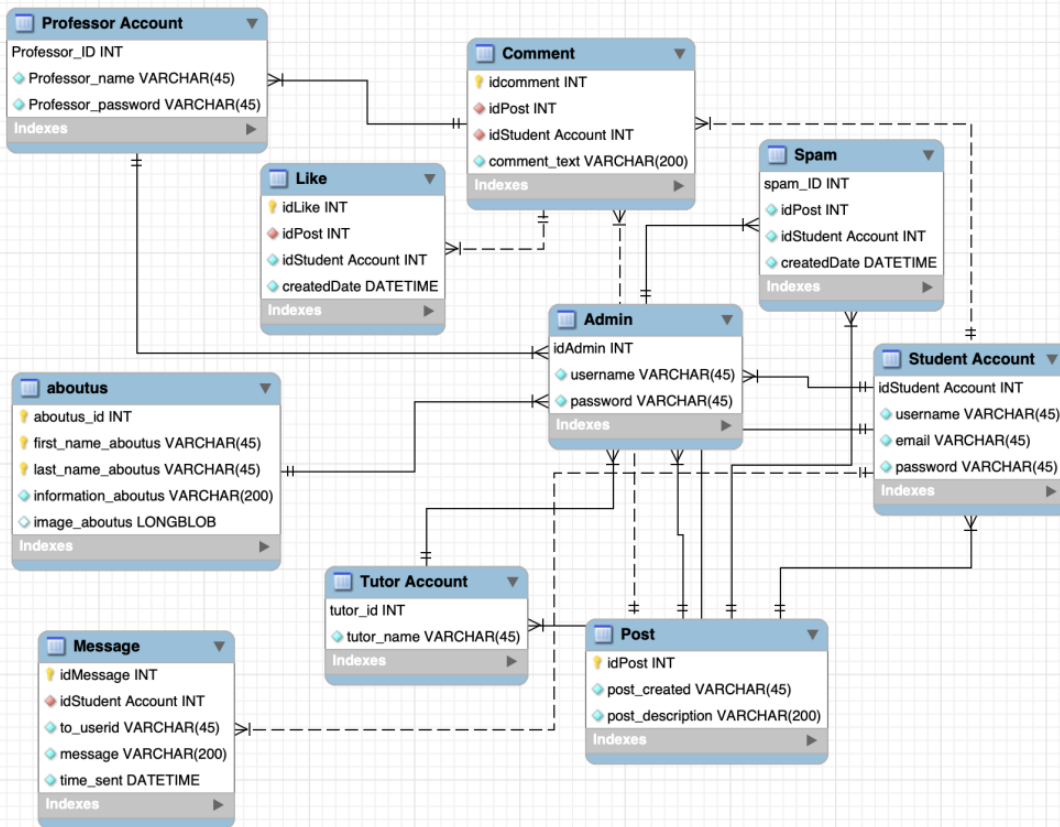 Professor Account
Professor_ID INT
Professor_name VARCHAR(45)
Professor_password VARCHAR(45)
Indexes
Comment
idcomment INT
idPost INT
idStudent Account INT
comment_text VARCHAR(200)
Indexes
Like
idLike INT
idPost INT
idStudent Account INT
createdDate DATETIME
Indexes
Spam
spam_ID INT
idPost INT
idStudent Account INT
createdDate DATETIME
Indexes
Admin
idAdmin INT
username VARCHAR(45)
password VARCHAR(45)
Indexes
Student Account
idStudent Account INT
username VARCHAR(45)
email VARCHAR(45)
password VARCHAR(45)
Indexes
aboutus
aboutus_id INT
first_name_aboutus VARCHAR(45)
last_name_aboutus VARCHAR(45)
information_aboutus VARCHAR(200)
image_aboutus LONGBLOB
Indexes
Tutor Account
tutor_id INT
tutor_name VARCHAR(45)
Indexes
Post
idPost INT
post_created VARCHAR(45)
post_description VARCHAR(200)
Indexes
Message
idMessage INT
idStudent Account INT
to_userid VARCHAR(45)
message VARCHAR(200)
time_sent DATETIME
Indexes